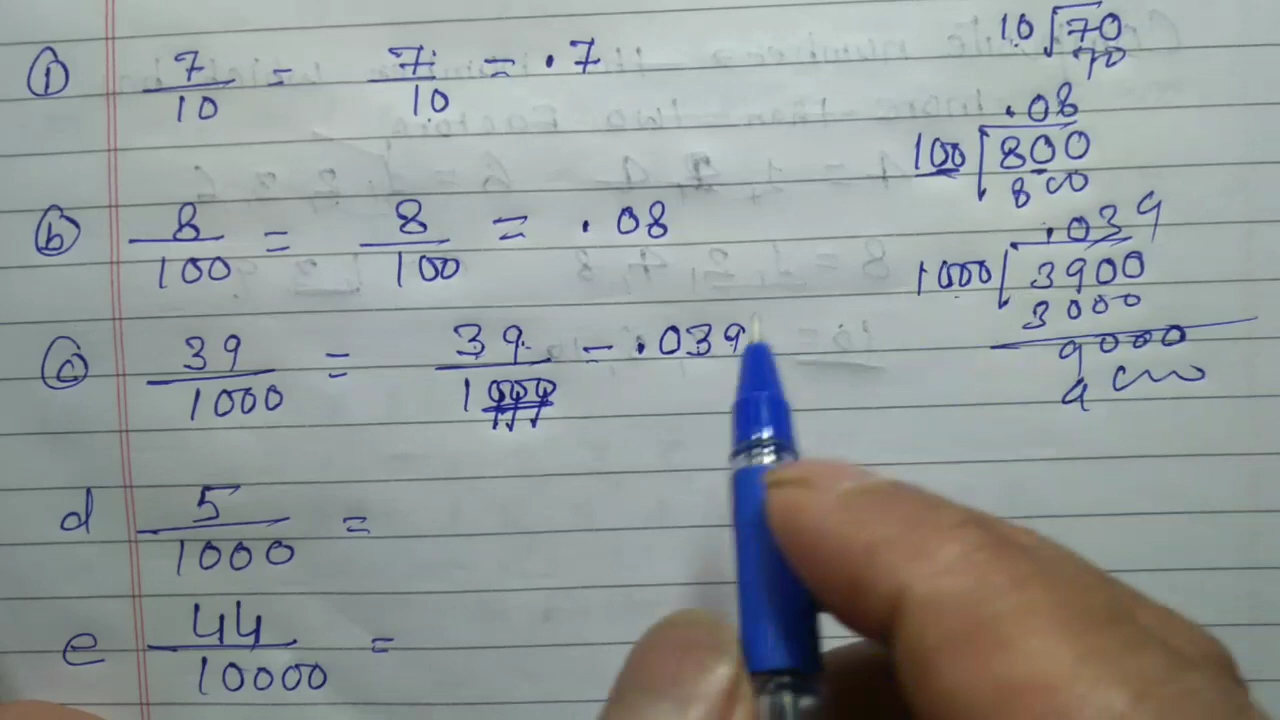 ① 7/10 = 7/10 = .7
10 √70
70
.08
100 √800
800
ⓑ 8/100 = 8/100 = .08
.039
1000 √3900
3000
9000
ⓒ 39/1000 = 39/1000 - .039
d 5/1000 =
e 44/10000 =